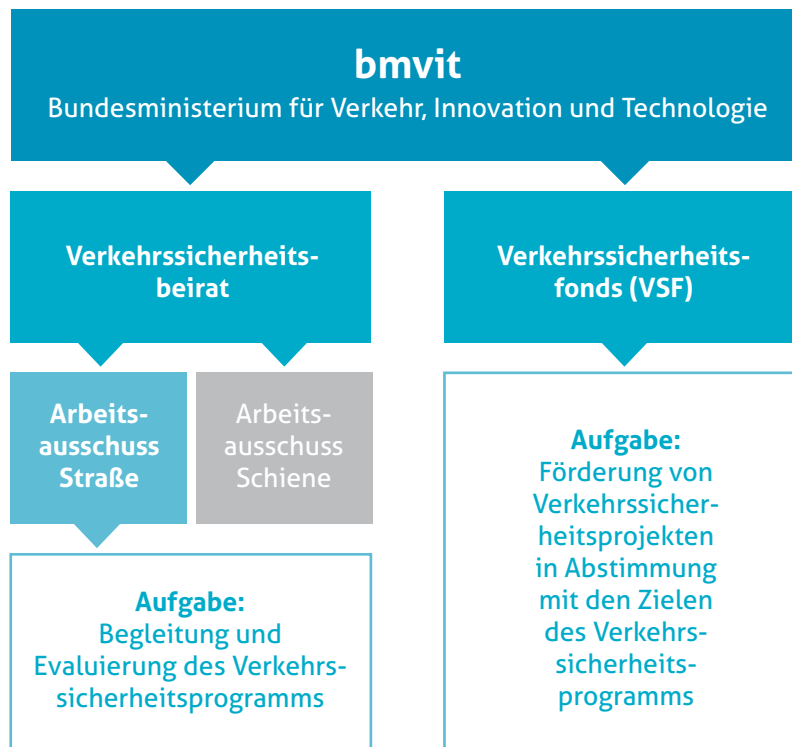 bmvit
Bundesministerium für Verkehr, Innovation und Technologie
Verkehrssicherheits-
beirat
Arbeits-
ausschuss
Straße
Arbeits-
ausschuss
Schiene
Aufgabe:
Begleitung und
Evaluierung des Verkehrs-
sicherheitsprogramms
Verkehrssicherheits-
fonds (VSF)
Aufgabe:
Förderung von
Verkehrssicher-
heitsprojekten
in Abstimmung
mit den Zielen
des Verkehrs-
sicherheits-
programms